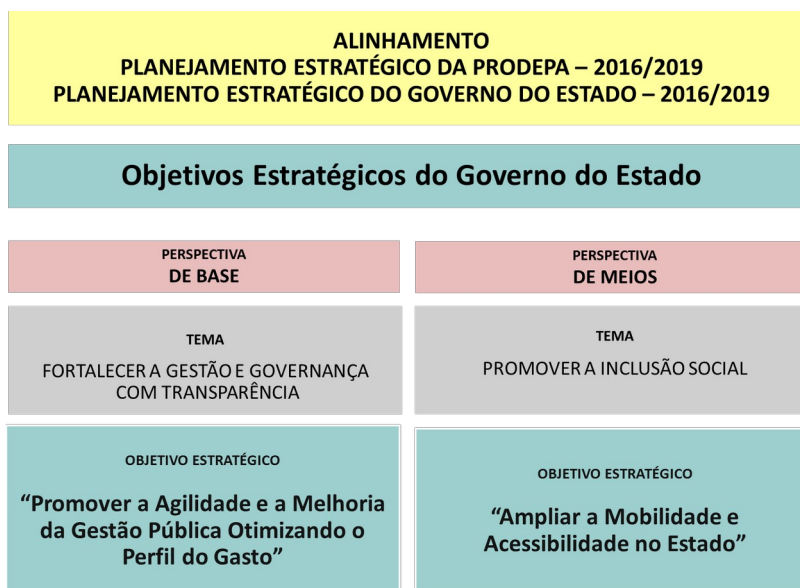 ALINHAMENTO
PLANEJAMENTO ESTRATÉGICO DA PRODEPA – 2016/2019
PLANEJAMENTO ESTRATÉGICO DO GOVERNO DO ESTADO – 2016/2019
Objetivos Estratégicos do Governo do Estado
PERSPECTIVA
DE BASE
TEMA
FORTALECER A GESTÃO E GOVERNANÇA
COM TRANSPARÊNCIA
OBJETIVO ESTRATÉGICO
“Promover a Agilidade e a Melhoria
da Gestão Pública Otimizando o
Perfil do Gasto”
PERSPECTIVA
DE MEIOS
TEMA
PROMOVER A INCLUSÃO SOCIAL
OBJETIVO ESTRATÉGICO
“Ampliar a Mobilidade e
Acessibilidade no Estado”